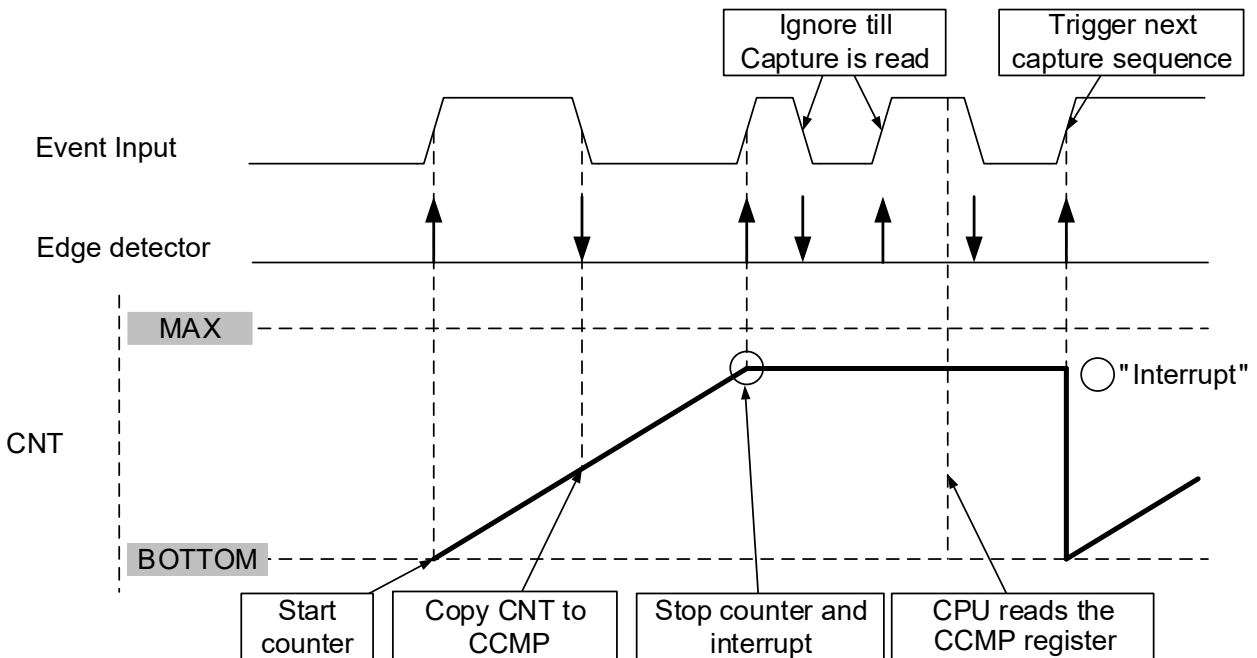 Ignore till
Capture is read
Trigger next
capture sequence
Event Input
Edge detector
MAX
"Interrupt"
CNT
BOTTOM
Start
counter
Copy CNT to
CCMP
Stop counter and
interrupt
CPU reads the
CCMP register